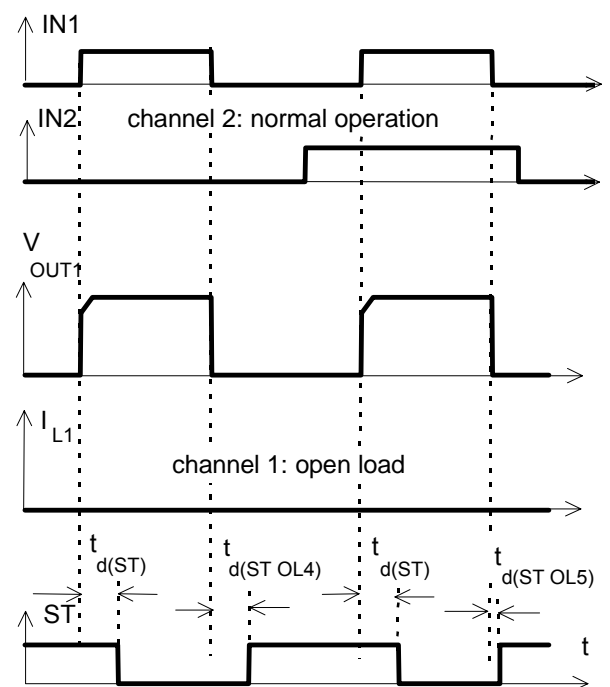 IN1
IN2
channel 2: normal operation
V
OUT1
I L1
channel 1: open load
t d(ST)
t d(ST OL4)
t d(ST)
t d(ST OL5)
ST
t